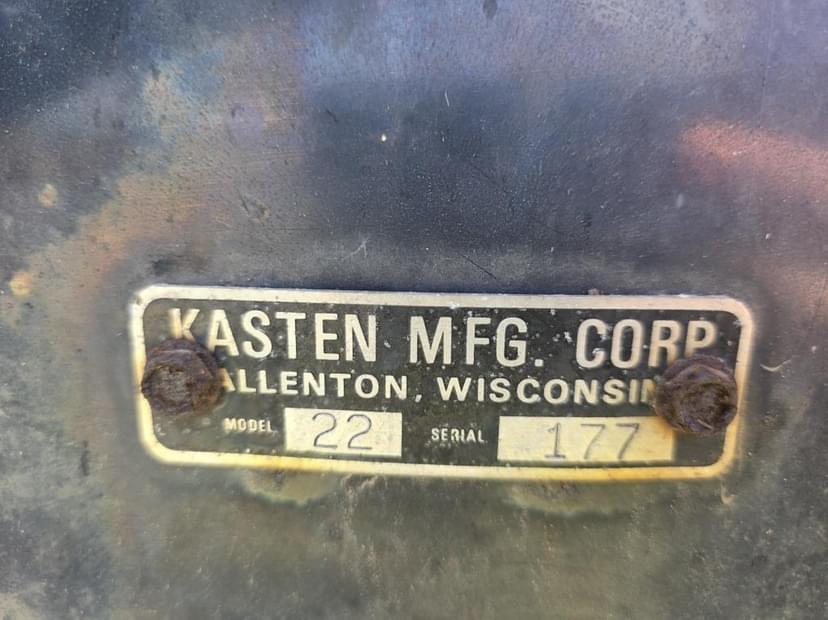 KASTEN MFG. CORP.
ALLENTON, WISCONSIN
MODEL 22 SERIAL 177